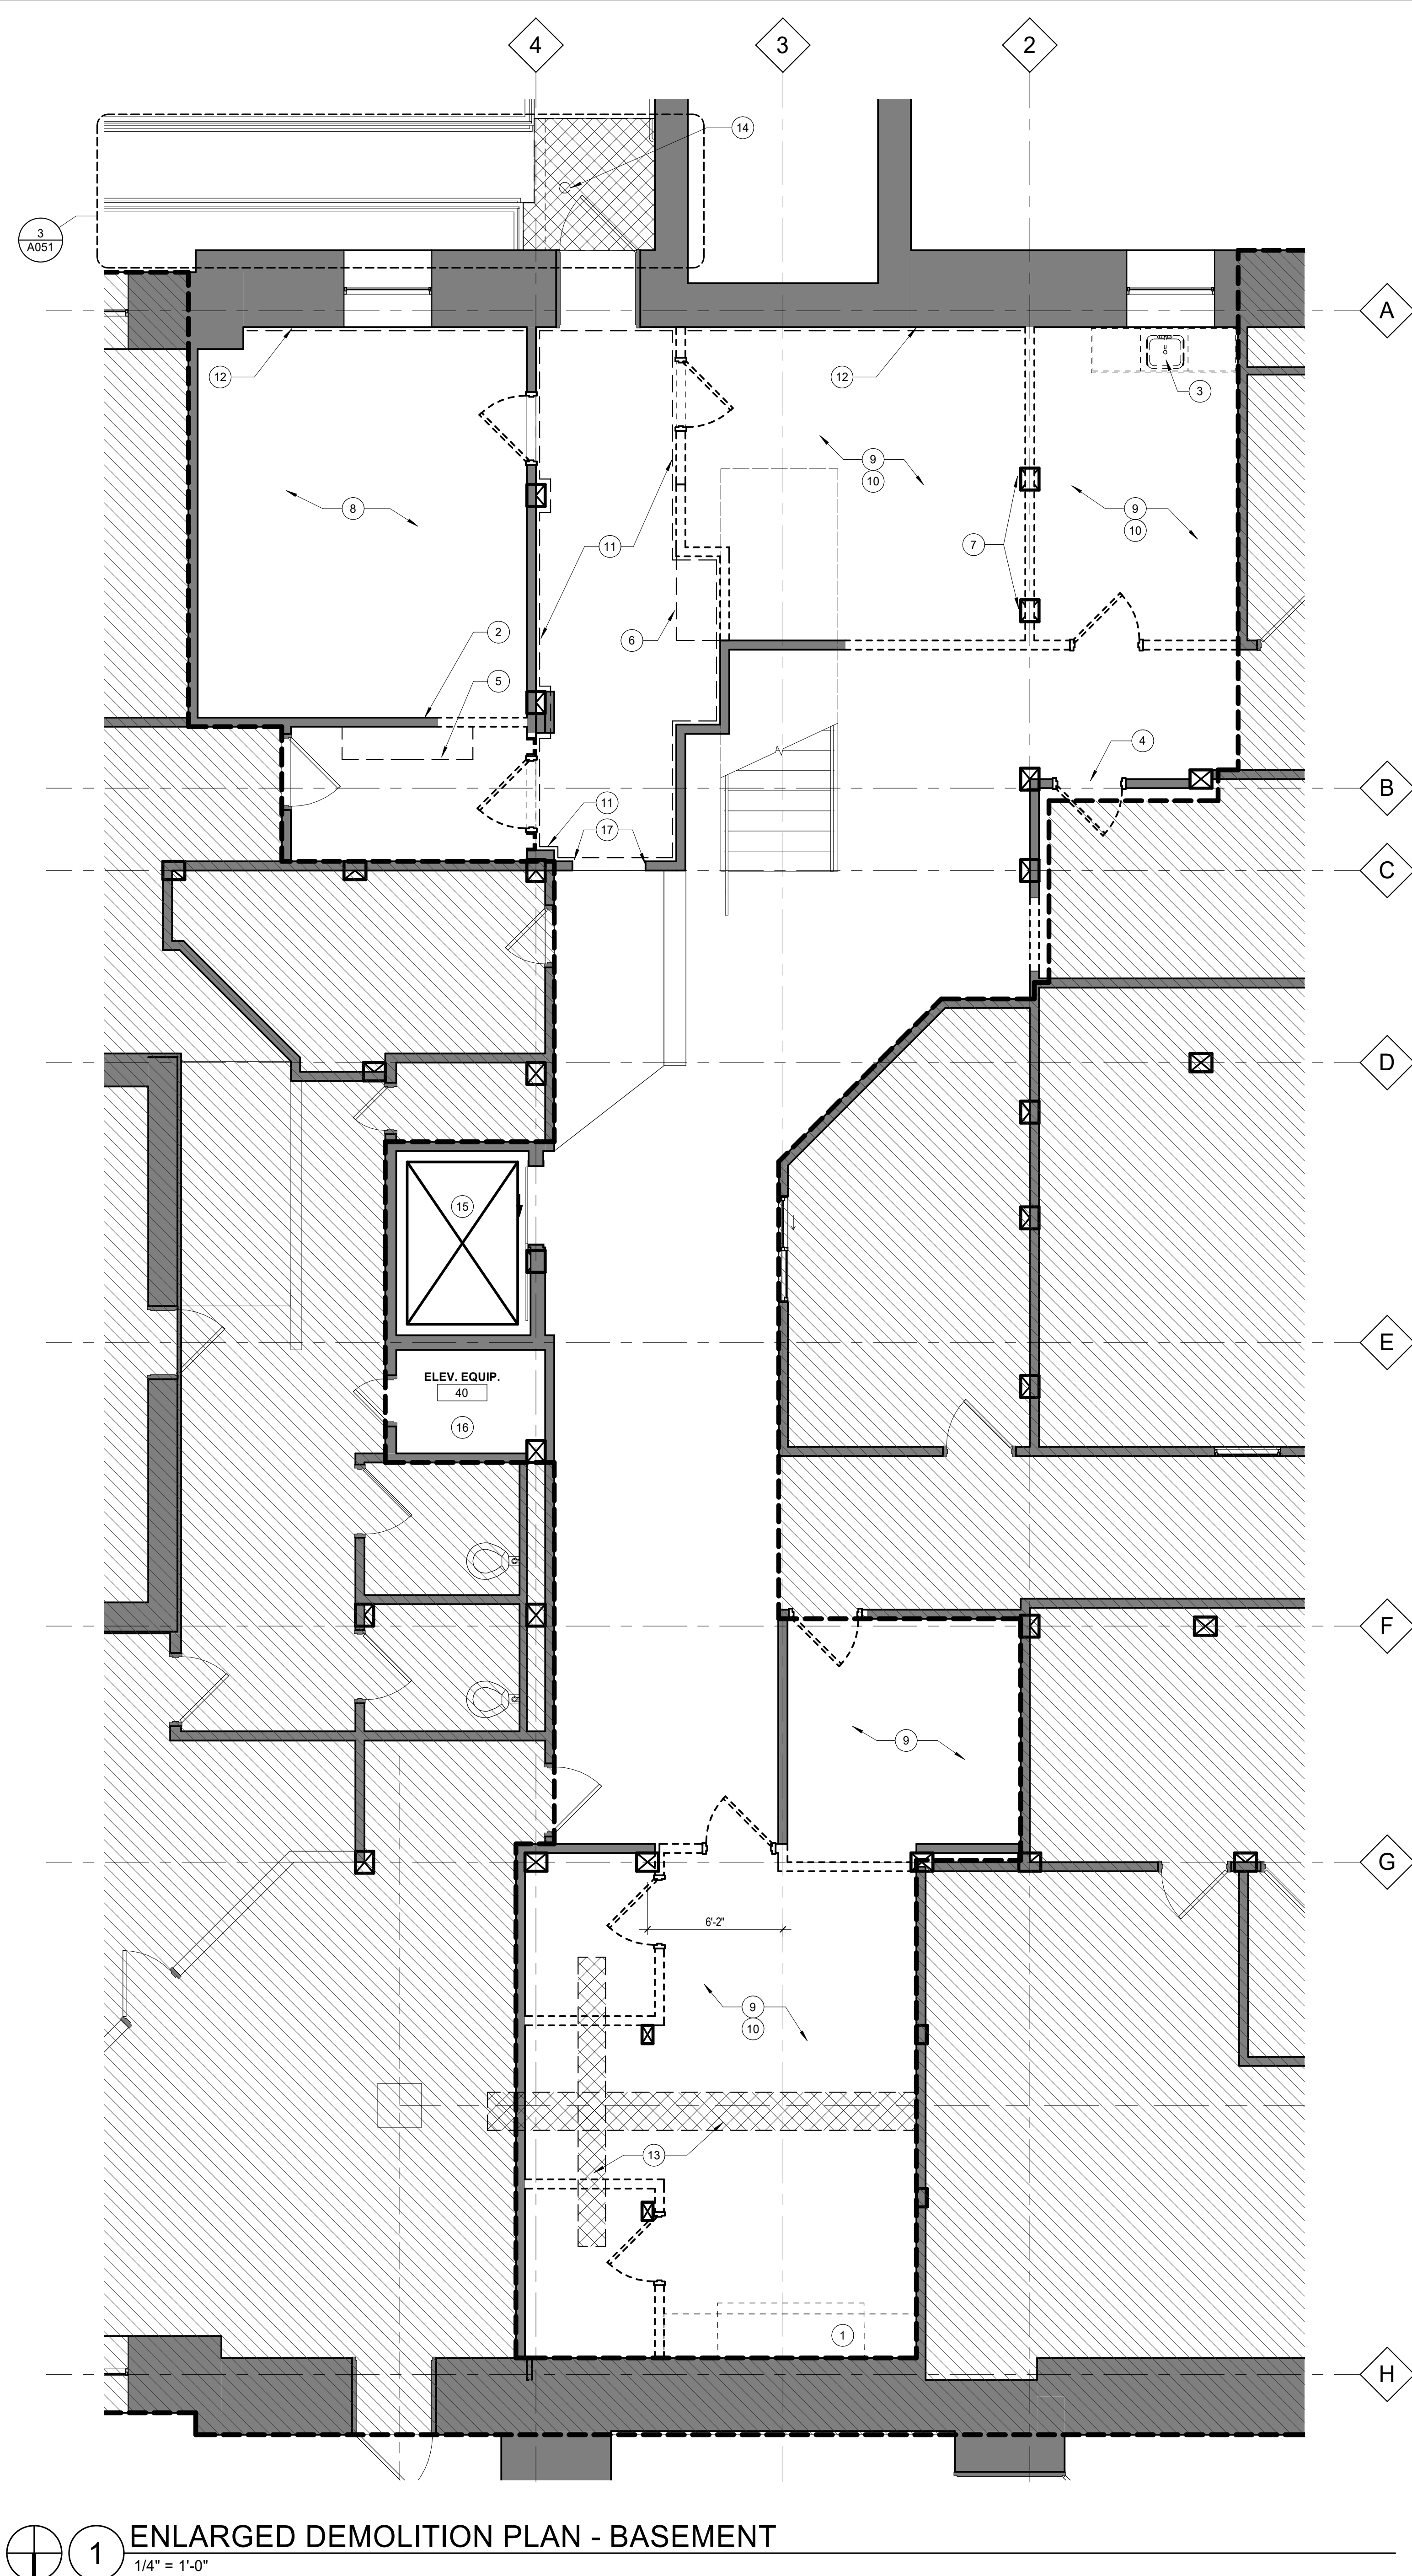 4 3 2
14
3
A051
A
12 12
3
9
10
8
9
10
7
11
6
2
5
4
B
11
17
C
D
15
E
ELEV. EQUIP.
40
16
F
9
G
6'-2"
9
10
13
1
H
1 ENLARGED DEMOLITION PLAN - BASEMENT
1/4" = 1'-0"